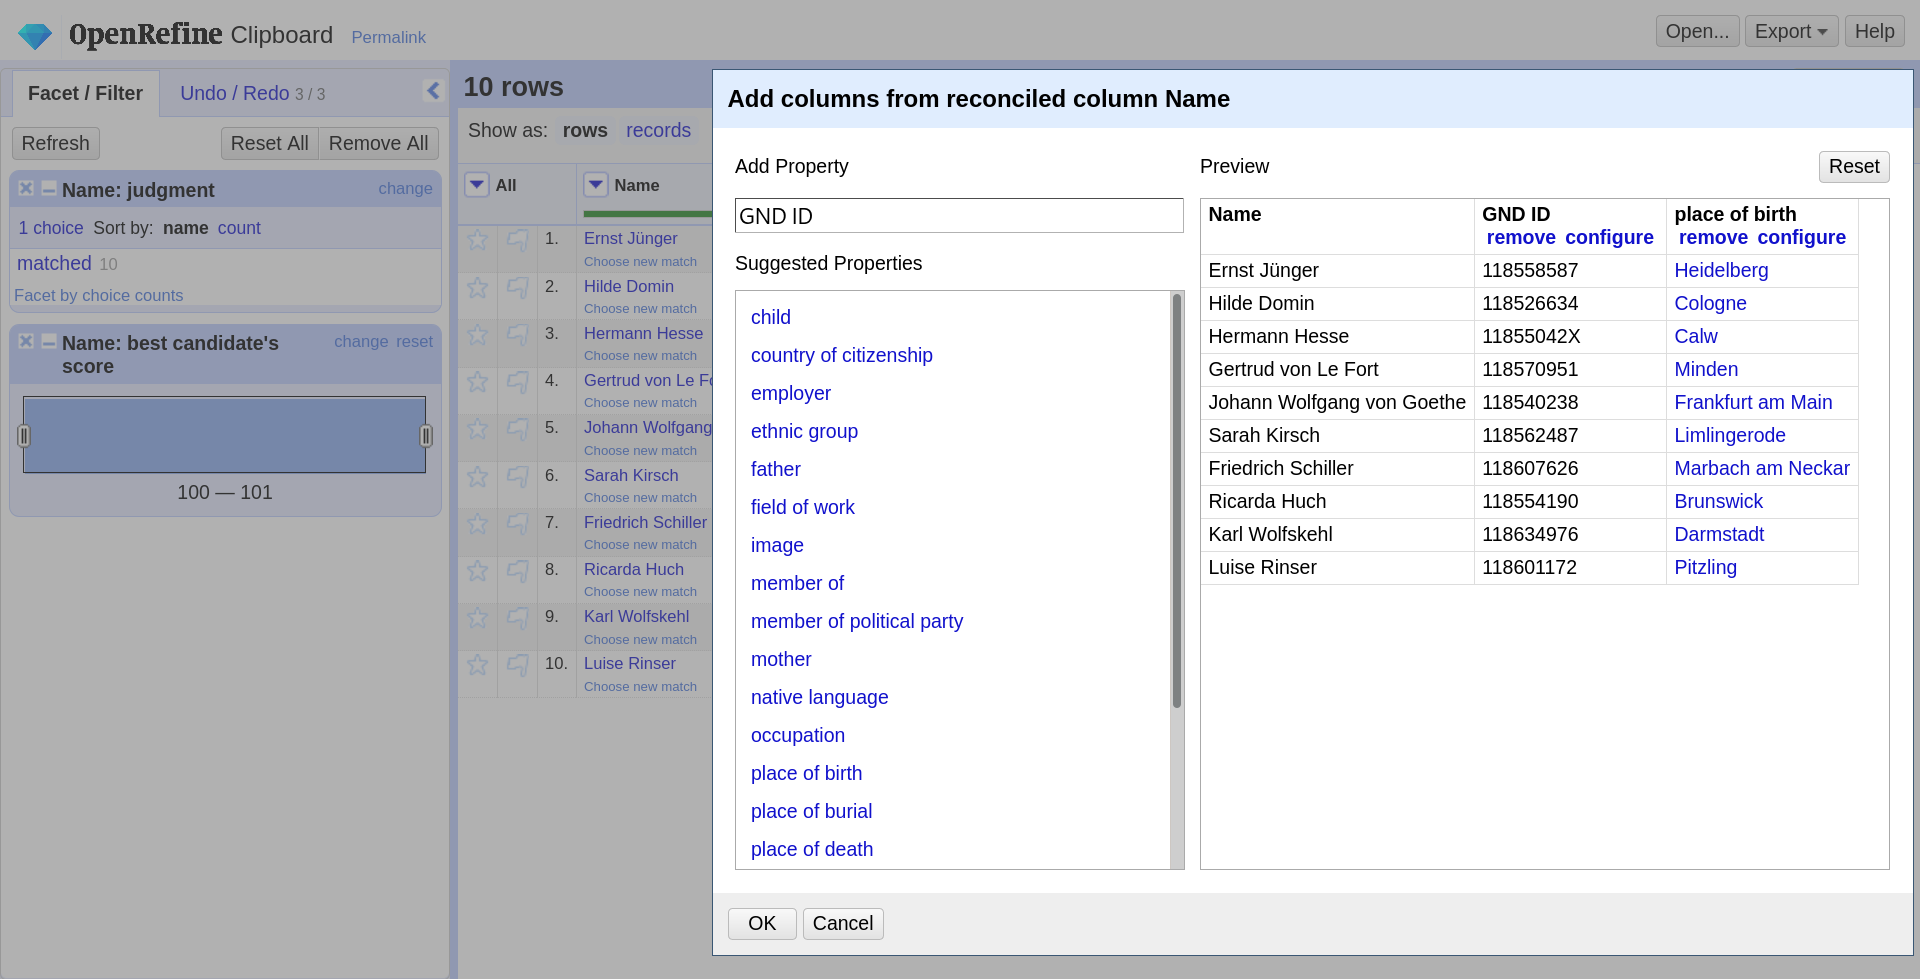 OpenRefine Clipboard Permalink
Open... Export Help
Facet / Filter Undo / Redo 3 / 3
Refresh Reset All Remove All
Name: judgment change
1 choice Sort by: name count
matched 10
Facet by choice counts
Name: best candidate's score change reset
100 — 101
10 rows
Show as: rows records
All Name
1. Ernst Jünger
Choose new match
2. Hilde Domin
Choose new match
3. Hermann Hesse
Choose new match
4. Gertrud von Le Fo
Choose new match
5. Johann Wolfgang
Choose new match
6. Sarah Kirsch
Choose new match
7. Friedrich Schiller
Choose new match
8. Ricarda Huch
Choose new match
9. Karl Wolfskehl
Choose new match
10. Luise Rinser
Choose new match
Add columns from reconciled column Name
Add Property
GND ID
Suggested Properties
child
country of citizenship
employer
ethnic group
father
field of work
image
member of
member of political party
mother
native language
occupation
place of birth
place of burial
place of death
Preview Reset
Name GND ID place of birth
remove configure remove configure
Ernst Jünger 118558587 Heidelberg
Hilde Domin 118526634 Cologne
Hermann Hesse 11855042X Calw
Gertrud von Le Fort 118570951 Minden
Johann Wolfgang von Goethe 118540238 Frankfurt am Main
Sarah Kirsch 118562487 Limlingerode
Friedrich Schiller 118607626 Marbach am Neckar
Ricarda Huch 118554190 Brunswick
Karl Wolfskehl 118634976 Darmstadt
Luise Rinser 118601172 Pitzling
OK Cancel